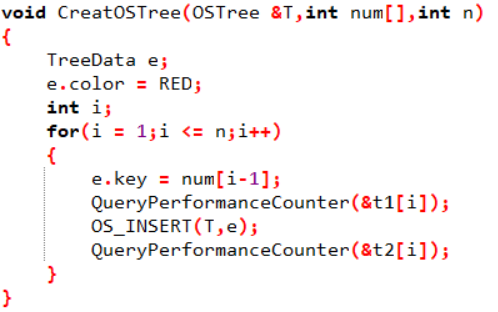 void CreatOSTree(OSTree &T,int num[],int n)
{
    TreeData e;
    e.color = RED;
    int i;
    for(i = 1;i <= n;i++)
    {
        e.key = num[i-1];
        QueryPerformanceCounter(&t1[i]);
        OS_INSERT(T,e);
        QueryPerformanceCounter(&t2[i]);
    }
}